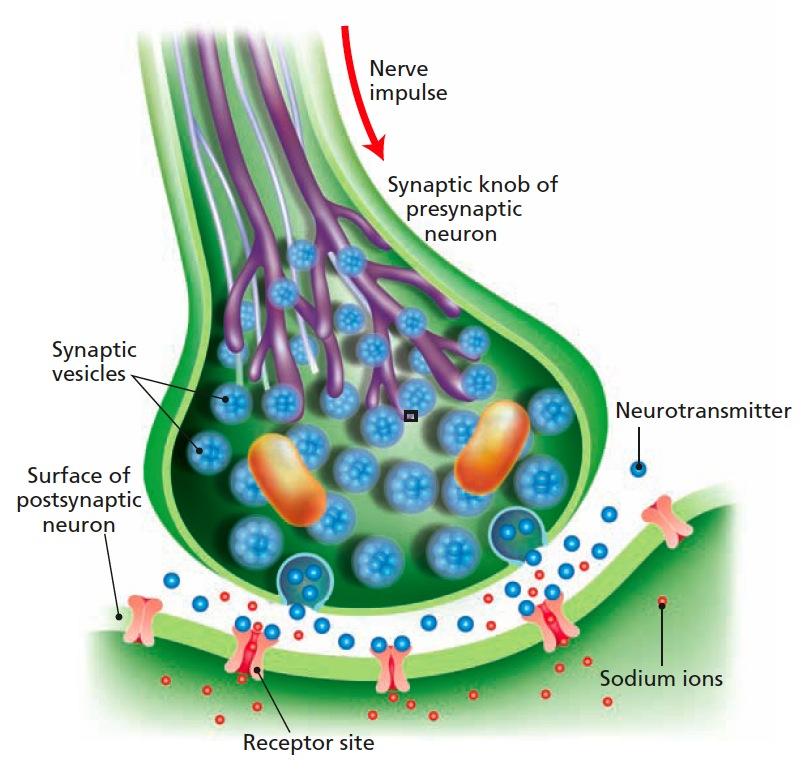 Nerve
impulse
Synaptic knob of
presynaptic
neuron
Synaptic
vesicles
Neurotransmitter
Surface of
postsynaptic
neuron
Sodium ions
Receptor site